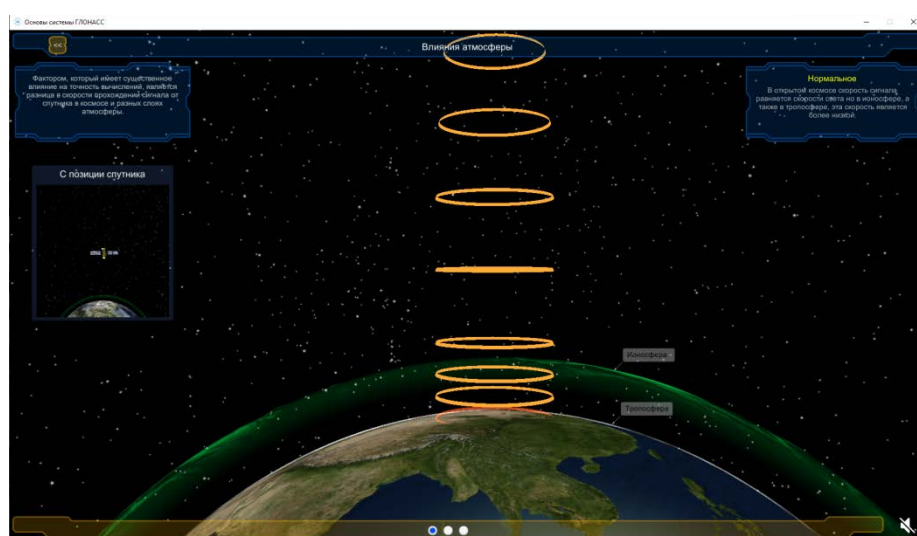 Основы системы ГЛОНАСС
<<
Влияния атмосферы
Фактором, который имеет существенное
влияние на точность вычислений, является
разница в скорости врохождений сигнала от
спутника в космосе и разных слоях
атмосферы.
Нормальное
В открытой космосе скорость сигнала
равняется скорости света но в ионосфере, а
также в тропосфере, эта скорость является
более низкой.
С позиции спутника
Ионосфера
Тропосфера